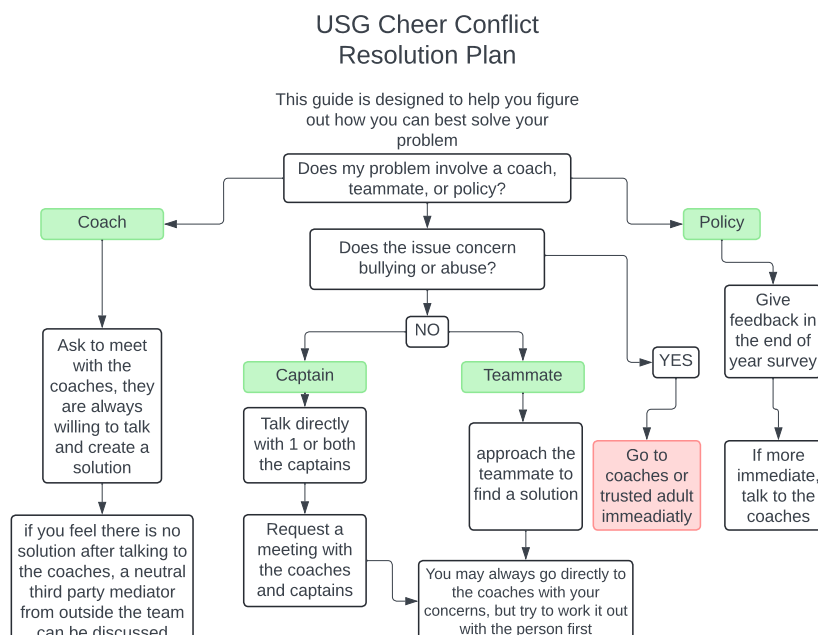 USG Cheer Conflict
Resolution Plan
This guide is designed to help you figure
out how you can best solve your
problem
Does my problem involve a coach,
teammate, or policy?
Coach
Policy
Does the issue concern
bullying or abuse?
Give
feedback in
the end of
year survey
NO
YES
Ask to meet
with the
coaches, they
are always
willing to talk
and create a
solution
Captain
Teammate
Talk directly
with 1 or both
the captains
approach the
teammate to
find a solution
Go to
coaches or
trusted adult
immeadiatly
If more
immediate,
talk to the
coaches
if you feel there is no
solution after talking to
the coaches, a neutral
third party mediator
from outside the team
can be discussed
Request a
meeting with
the coaches
and captains
You may always go directly to
the coaches with your
concerns, but try to work it out
with the person first